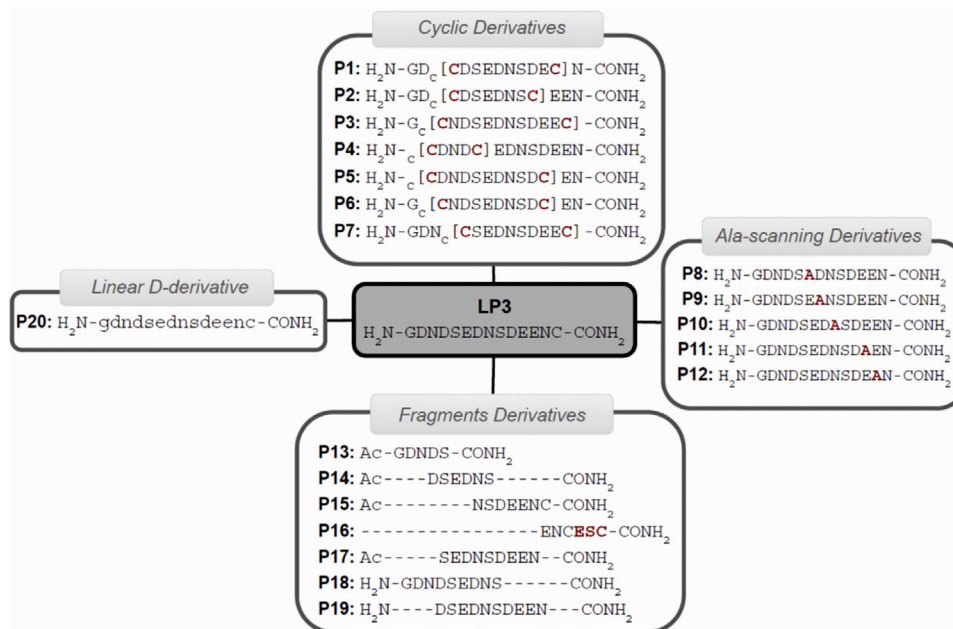 Cyclic Derivatives
P1: H2N-GDC[CDSEDNSDEC]N-CONH2
P2: H2N-GDC[CDSEDNSC]EEN-CONH2
P3: H2N-GC[CNDSEDNSDEEC]-CONH2
P4: H2N-C[CDNDC]EDNSDEEN-CONH2
P5: H2N-C[CDNDSEDNSDC]EN-CONH2
P6: H2N-GC[CNDSEDNSDC]EN-CONH2
P7: H2N-GDNC[CSEDNSDEEC]-CONH2
Linear D-derivative
P20: H2N-gdndsednsdeenc-CONH2
LP3
H2N-GDNDSEDNSDEENC-CONH2
Ala-scanning Derivatives
P8: H2N-GDNDSADNSDEEN-CONH2
P9: H2N-GDNDSEANSDEEN-CONH2
P10: H2N-GDNDSEDASDEEN-CONH2
P11: H2N-GDNDSEDNSDAEN-CONH2
P12: H2N-GDNDSEDNSDEAN-CONH2
Fragments Derivatives
P13: Ac-GDNDS-CONH2
P14: Ac----DSEDNS------CONH2
P15: Ac--------NSDEENC-CONH2
P16: ----------------ENCESC-CONH2
P17: Ac-----SEDNSDEEN--CONH2
P18: H2N-GDNDSEDNS------CONH2
P19: H2N----DSEDNSDEEN---CONH2